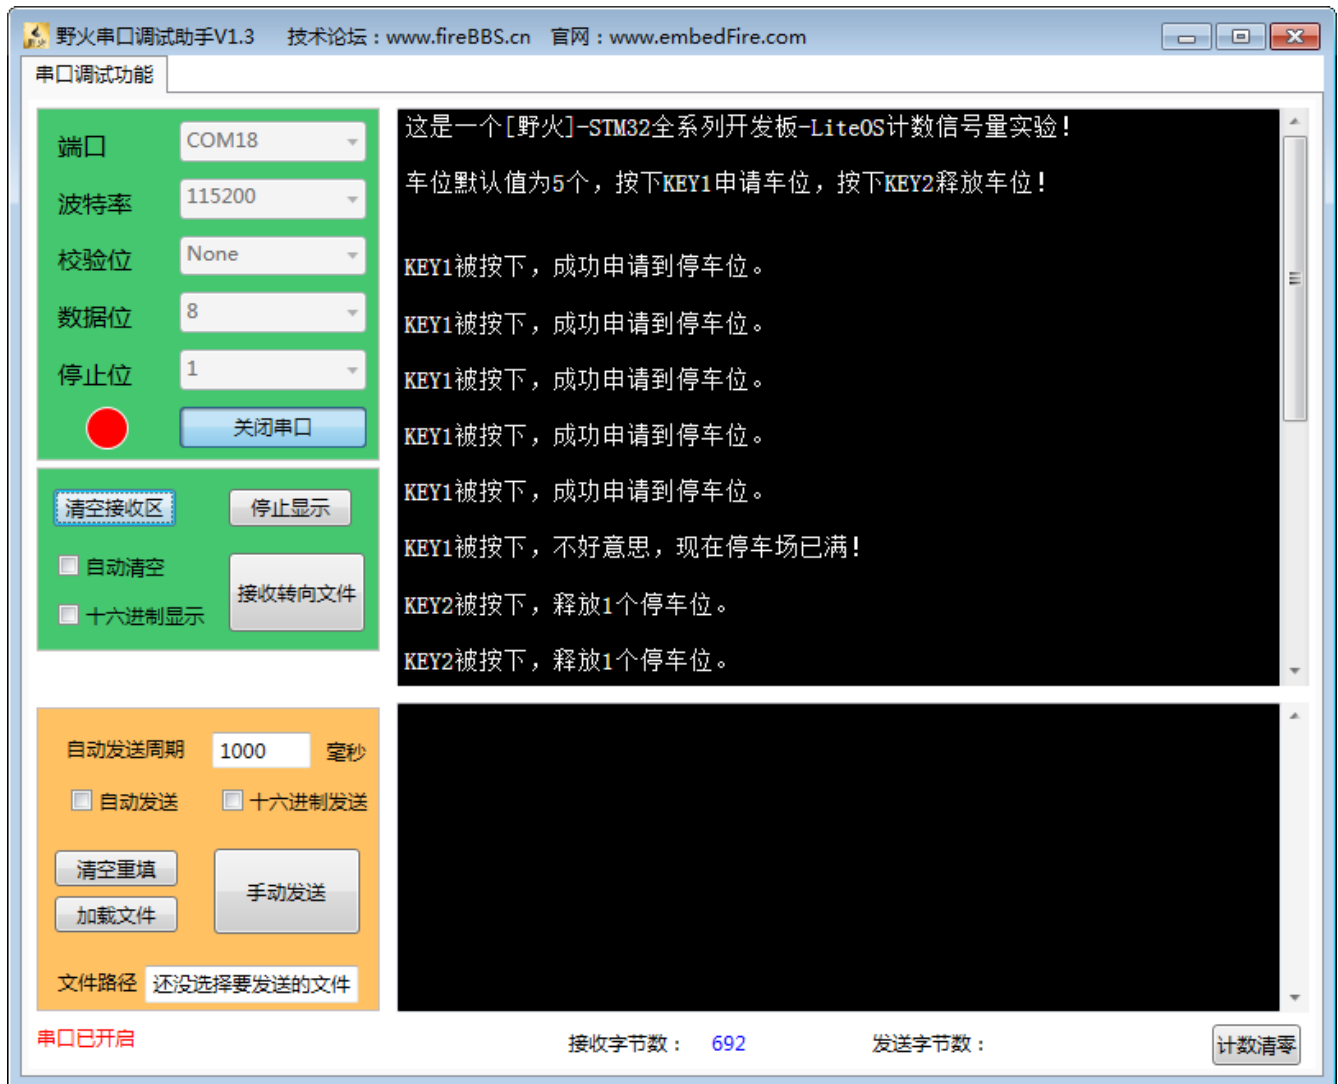 野火串口调试助手V1.3 技术论坛：www.fireBBS.cn 官网：www.embedFire.com
串口调试功能
端口 COM18
波特率 115200
校验位 None
数据位 8
停止位 1
关闭串口
清空接收区 停止显示
自动清空
接收转向文件
十六进制显示
这是一个[野火]-STM32全系列开发板-LiteOS计数信号量实验！
车位默认值为5个，按下KEY1申请车位，按下KEY2释放车位！
KEY1被按下，成功申请到停车位。
KEY1被按下，成功申请到停车位。
KEY1被按下，成功申请到停车位。
KEY1被按下，成功申请到停车位。
KEY1被按下，成功申请到停车位。
KEY1被按下，不好意思，现在停车场已满！
KEY2被按下，释放1个停车位。
KEY2被按下，释放1个停车位。
自动发送周期 1000 毫秒
自动发送 十六进制发送
清空重填
手动发送
加载文件
文件路径 还没选择要发送的文件
串口已开启 接收字节数： 692 发送字节数： 计数清零